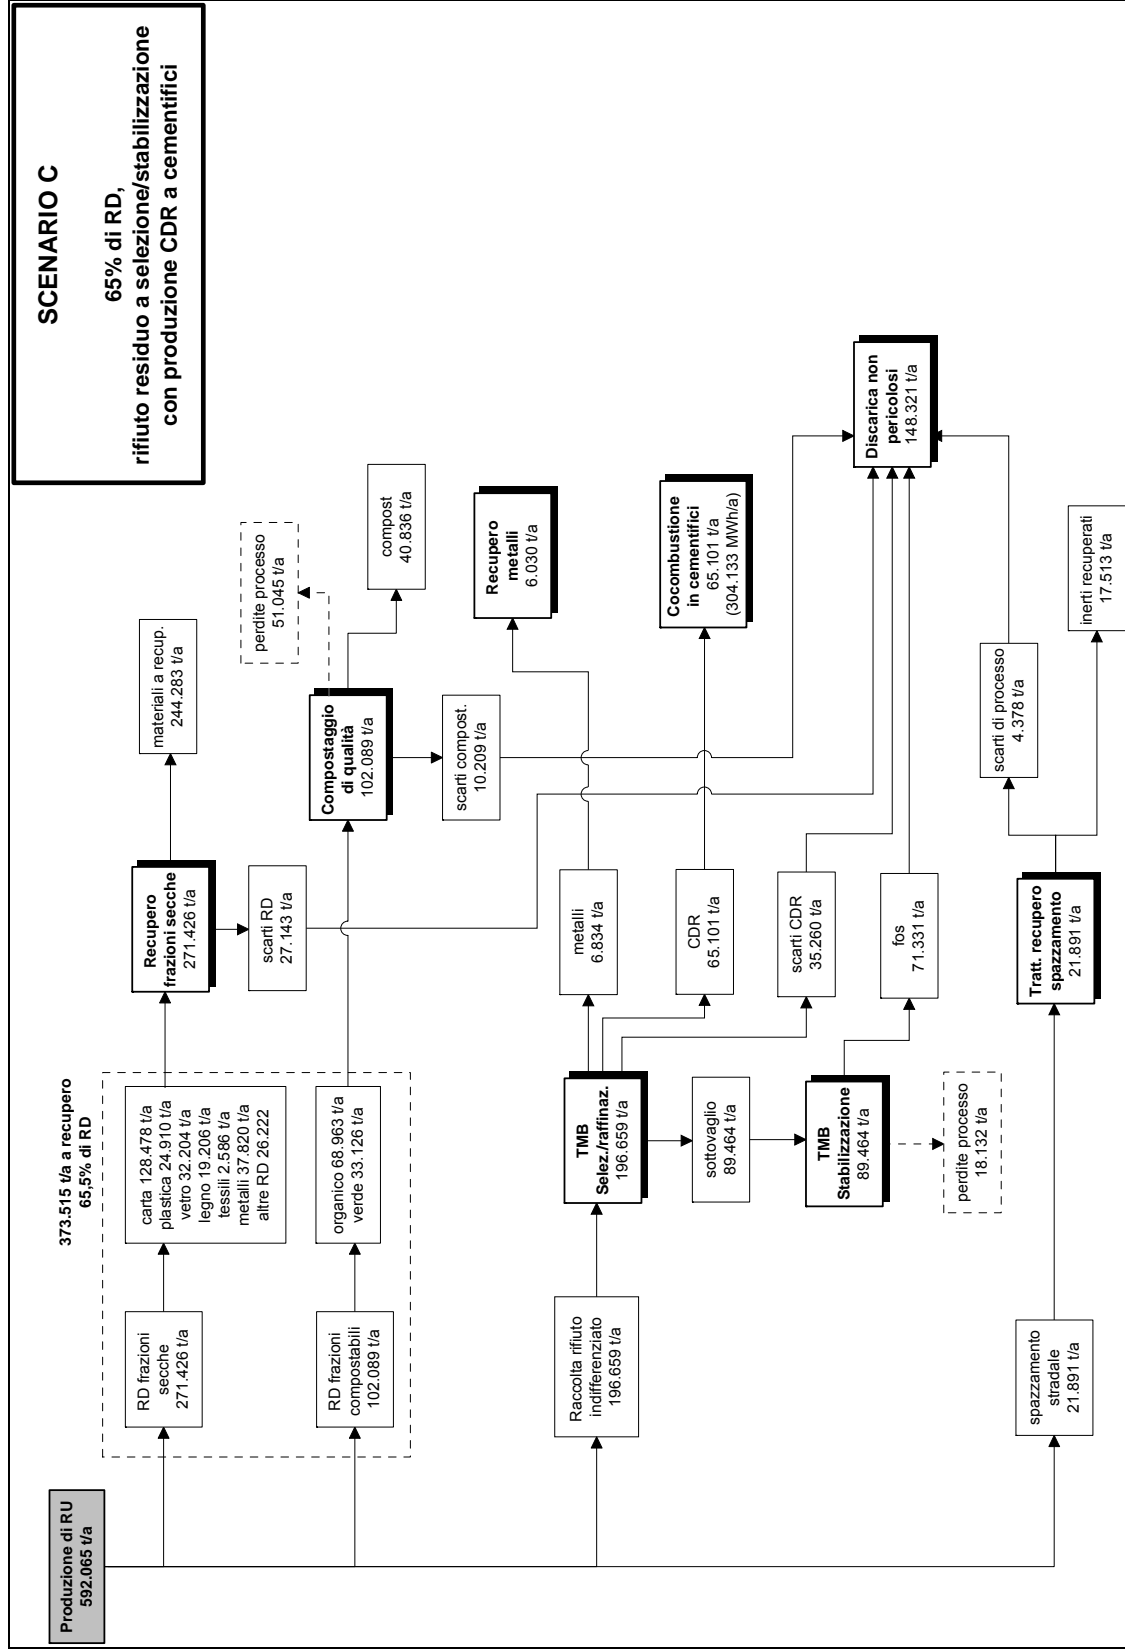 SCENARIO C
65% di RD,
rifiuto residuo a selezione/stabilizzazione
con produzione CDR a cementifici
Produzione di RU
592.065 t/a
373.515 t/a a recupero
65,5% di RD
RD frazioni
secche
271.426 t/a
carta 128.478 t/a
plastica 24.910 t/a
vetro 32.204 t/a
legno 19.206 t/a
tessili 2.586 t/a
metalli 37.820 t/a
altre RD 26.222
Recupero
frazioni secche
271.426 t/a
materiali a recup.
244.283 t/a
scarti RD
27.143 t/a
RD frazioni
compostabili
102.089 t/a
organico 68.963 t/a
verde 33.126 t/a
Compostaggio
di qualità
102.089 t/a
perdite processo
51.045 t/a
compost
40.836 t/a
scarti compost.
10.209 t/a
Raccolta rifiuto
indifferenziato
196.659 t/a
TMB
Selez./raffinaz.
196.659 t/a
metalli
6.834 t/a
Recupero
metalli
6.030 t/a
CDR
65.101 t/a
Cocombustione
in cementifici
65.101 t/a
(304.133 MWh/a)
scarti CDR
35.260 t/a
sottovaglio
89.464 t/a
TMB
Stabilizzazione
89.464 t/a
fos
71.331 t/a
perdite processo
18.132 t/a
Discarica non
pericolosi
148.321 t/a
spazzamento
stradale
21.891 t/a
Tratt. recupero
spazzamento
21.891 t/a
scarti di processo
4.378 t/a
inerti recuperati
17.513 t/a